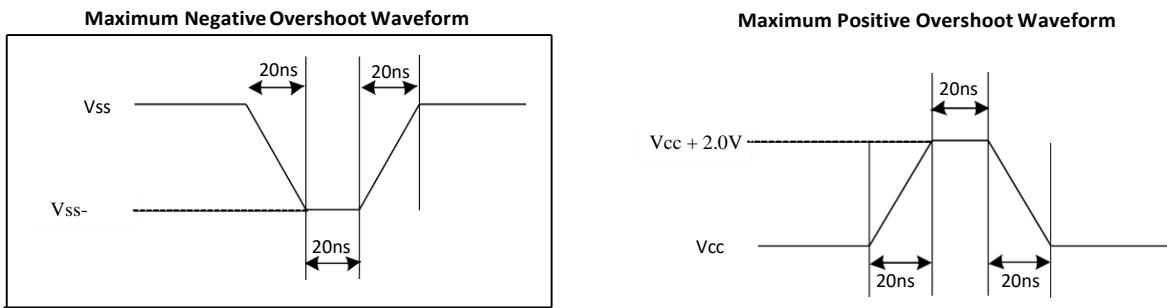 Maximum Negative Overshoot Waveform
20ns
20ns
Vss
Vss-
20ns
Maximum Positive Overshoot Waveform
20ns
Vcc + 2.0V
Vcc
20ns
20ns